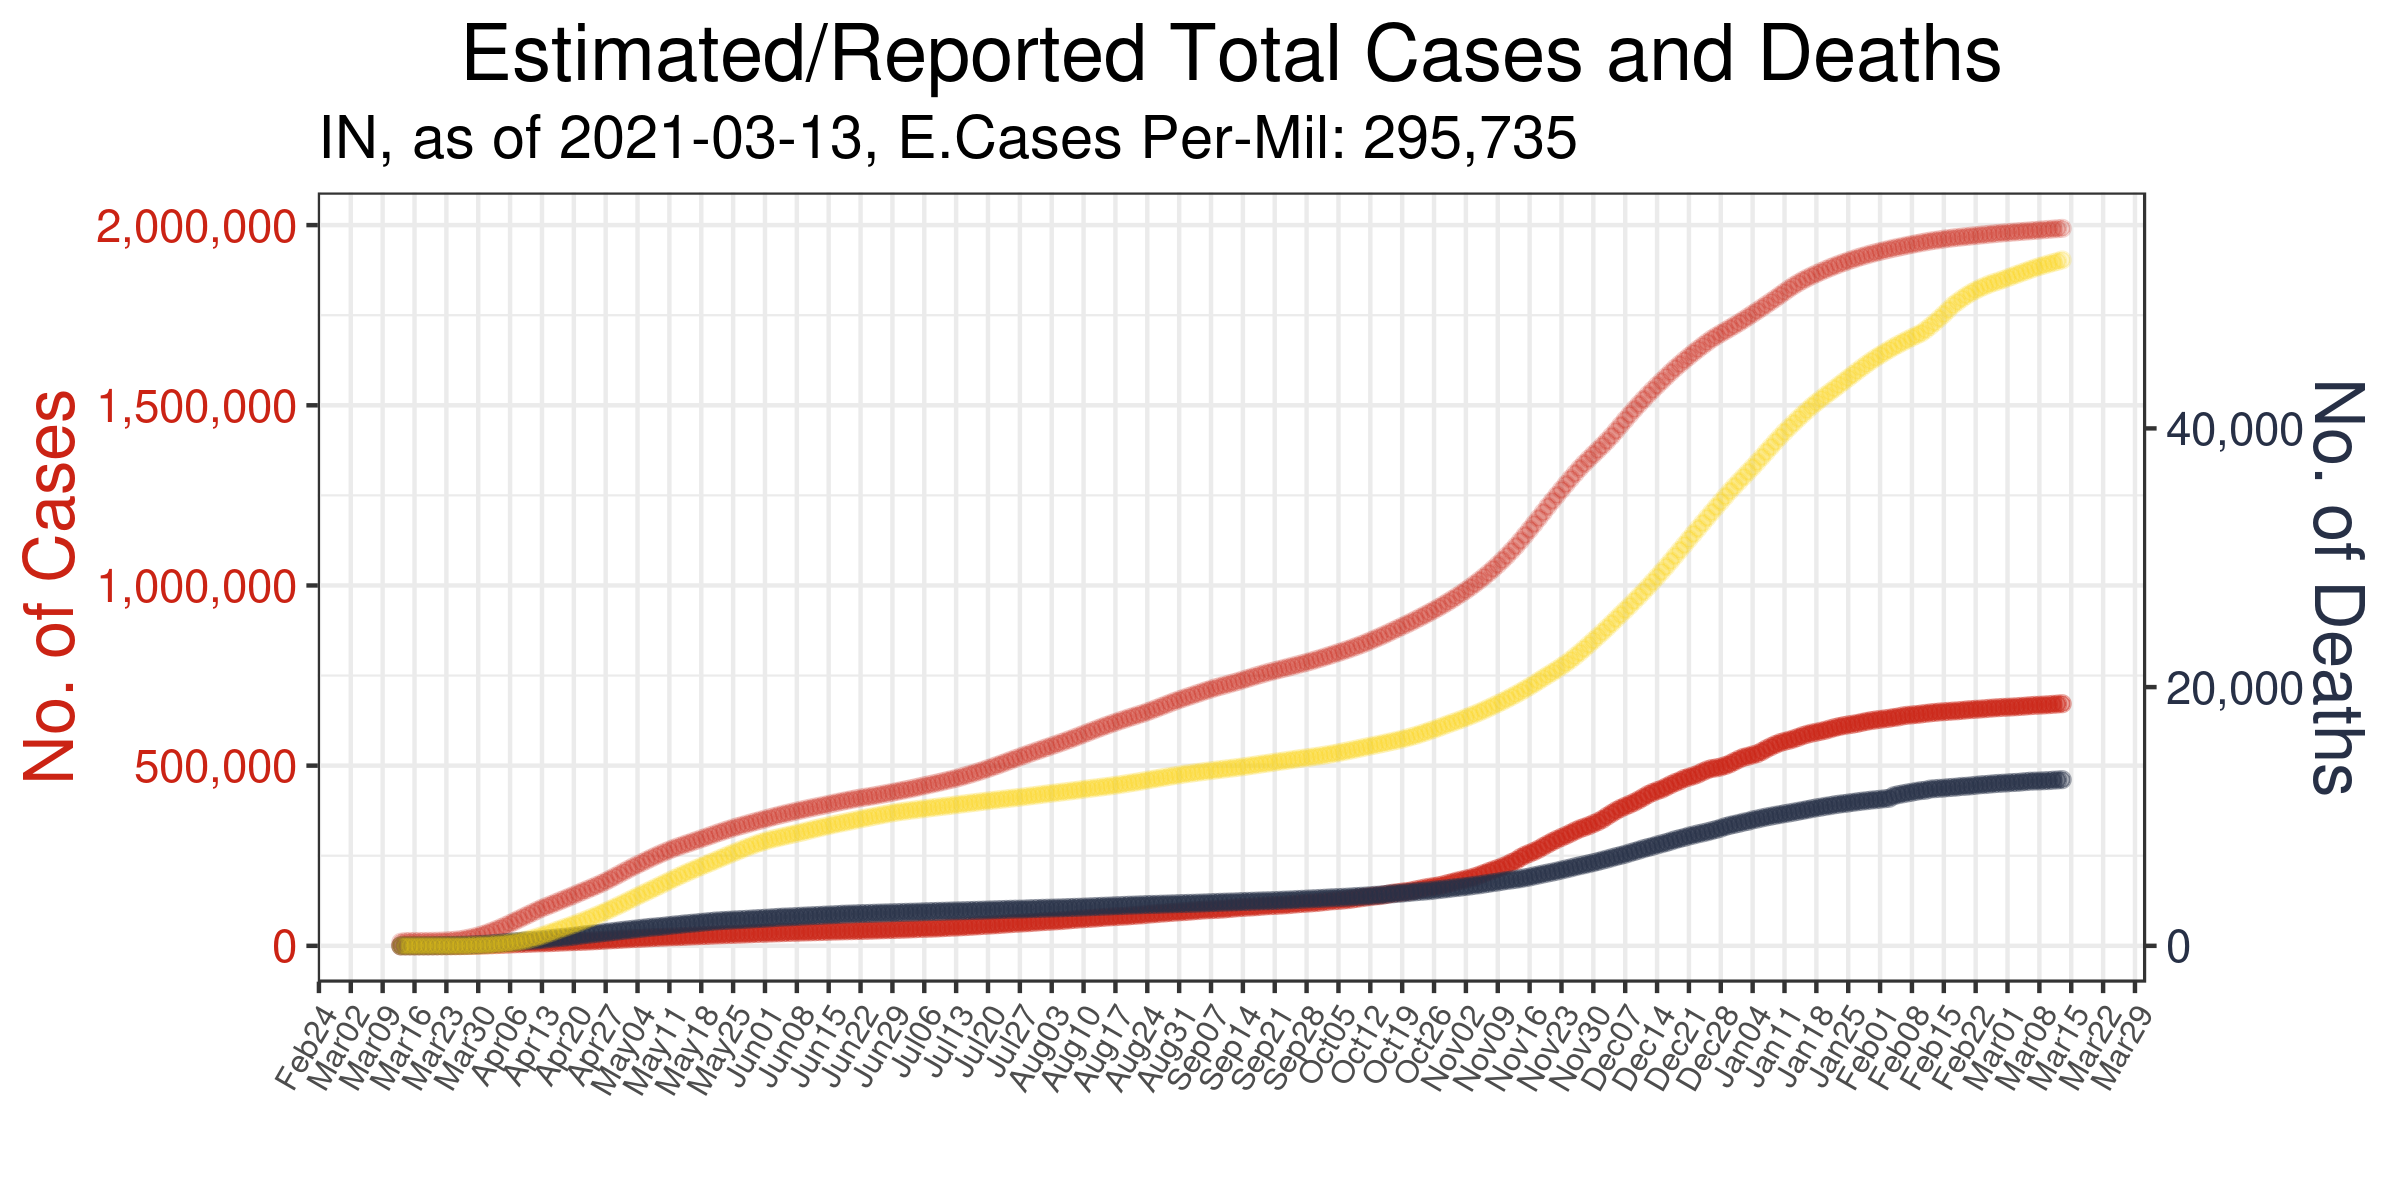 Estimated/Reported Total Cases and Deaths
IN, as of 2021-03-13, E.Cases Per-Mil: 295,735
No. of Cases
2,000,000
1,500,000
1,000,000
500,000
0
40,000
20,000
0
No. of Deaths
Feb24
Mar02
Mar09
Mar16
Mar23
Mar30
Apr06
Apr13
Apr20
Apr27
May04
May11
May18
May25
Jun01
Jun08
Jun15
Jun22
Jun29
Jul06
Jul13
Jul20
Jul27
Aug03
Aug10
Aug17
Aug24
Aug31
Sep07
Sep14
Sep21
Sep28
Oct05
Oct12
Oct19
Oct26
Nov02
Nov09
Nov16
Nov23
Nov30
Dec07
Dec14
Dec21
Dec28
Jan04
Jan11
Jan18
Jan25
Feb01
Feb08
Feb15
Feb22
Mar01
Mar08
Mar15
Mar22
Mar29